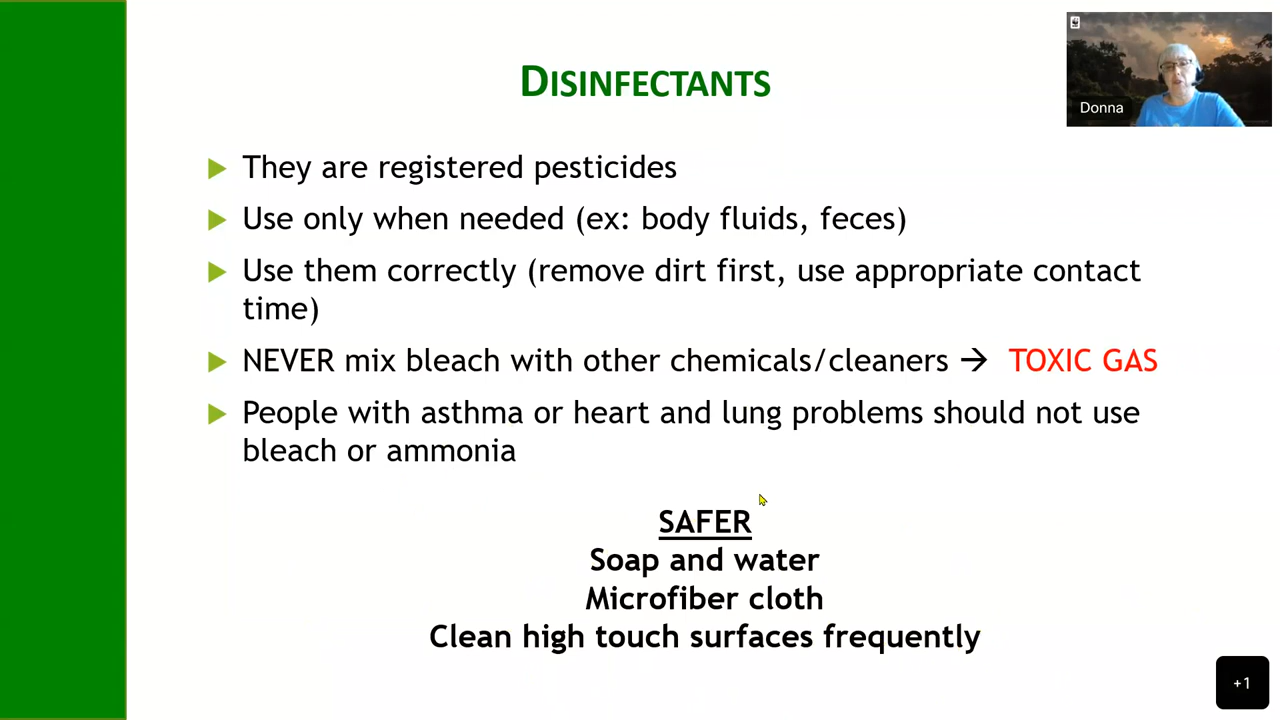 DISINFECTANTS
Donna
They are registered pesticides
Use only when needed (ex: body fluids, feces)
Use them correctly (remove dirt first, use appropriate contact
time)
NEVER mix bleach with other chemicals/cleaners → TOXIC GAS
People with asthma or heart and lung problems should not use
bleach or ammonia
SAFER
Soap and water
Microfiber cloth
Clean high touch surfaces frequently
+1